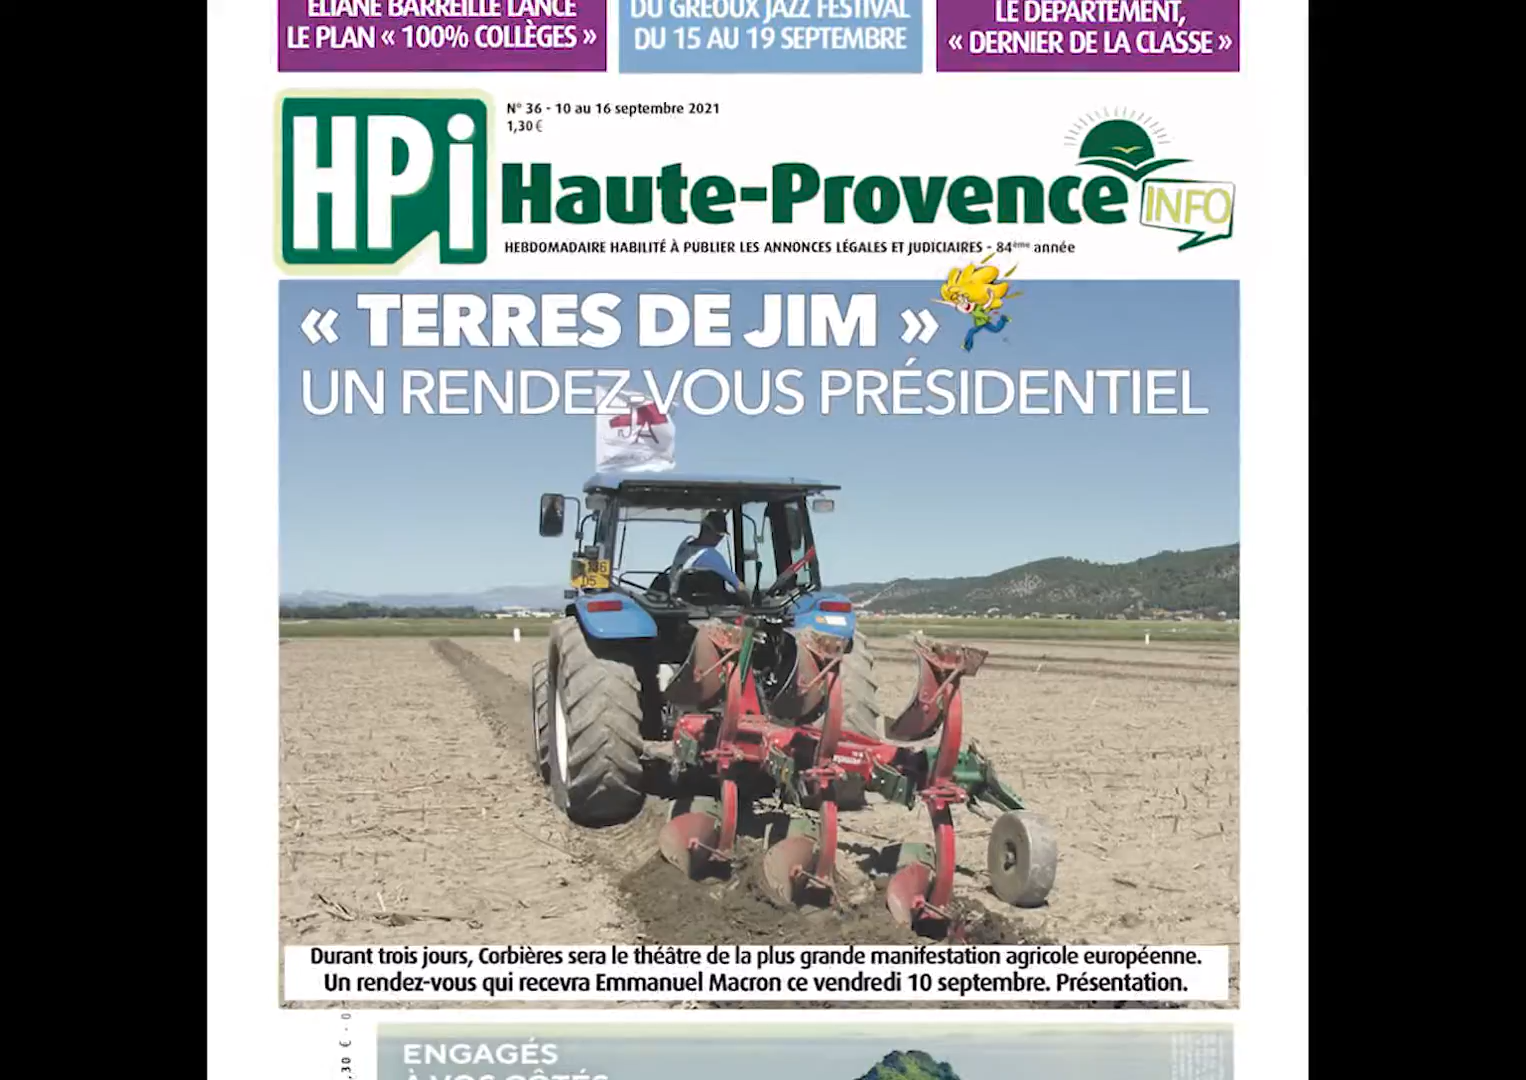 ÉLIANE BARREILLE LANCE
LE PLAN « 100% COLLÈGES »
DU GRÉOUX JAZZ FESTIVAL
DU 15 AU 19 SEPTEMBRE
LE DÉPARTEMENT,
« DERNIER DE LA CLASSE »
HPi
N° 36 - 10 au 16 septembre 2021
1,30 €
Haute-Provence
INFO
HEBDOMADAIRE HABILITÉ À PUBLIER LES ANNONCES LÉGALES ET JUDICIAIRES - 84ème année
« TERRES DE JIM »
UN RENDEZ-VOUS PRÉSIDENTIEL
JA
Durant trois jours, Corbières sera le théâtre de la plus grande manifestation agricole européenne.
Un rendez-vous qui recevra Emmanuel Macron ce vendredi 10 septembre. Présentation.
ENGAGÉS
À VOS CÔTÉS